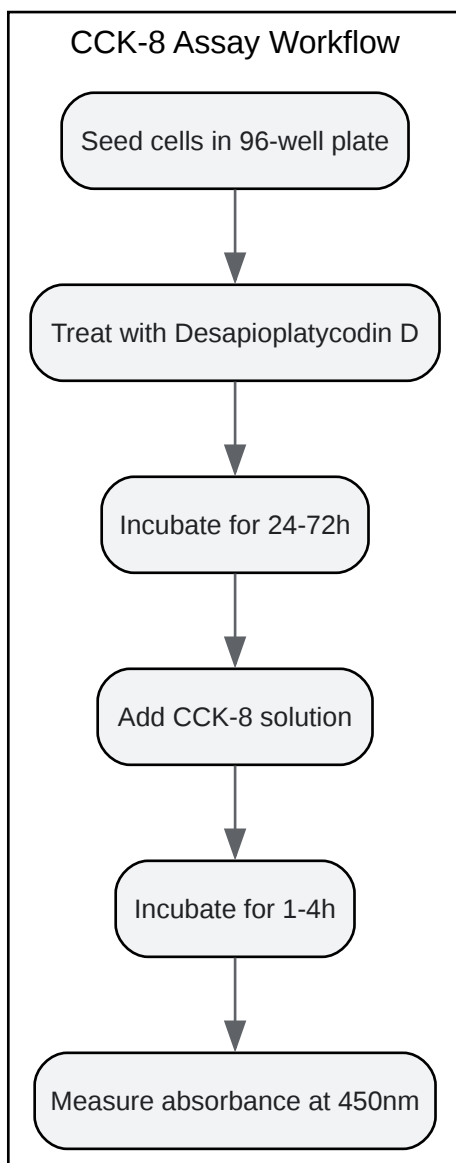 CCK-8 Assay Workflow
Seed cells in 96-well plate
Treat with Desapioplatycodin D
Incubate for 24-72h
Add CCK-8 solution
Incubate for 1-4h
Measure absorbance at 450nm